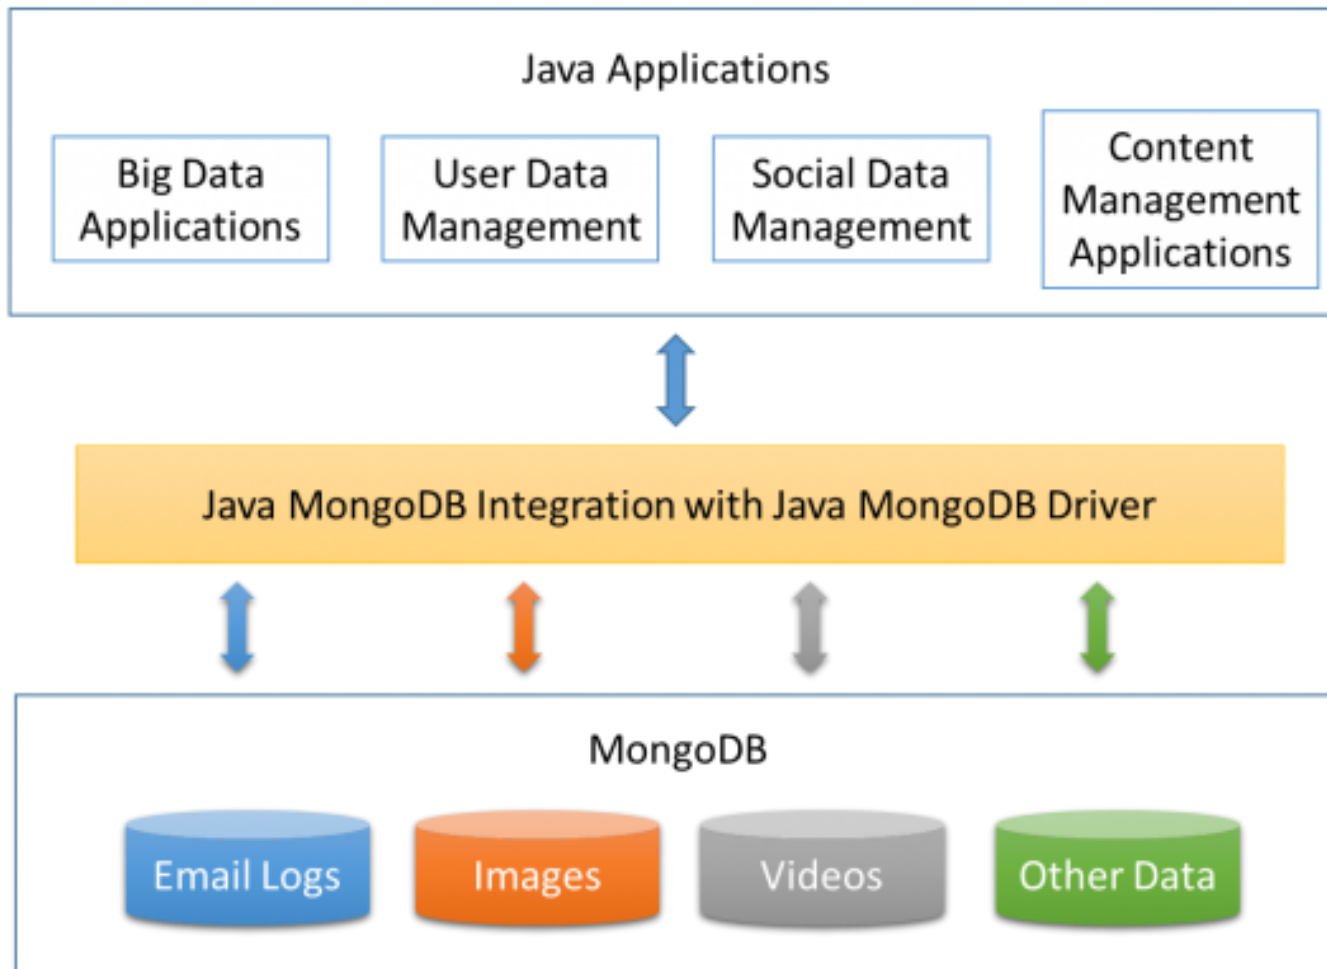 Java Applications
Big Data
Applications
User Data
Management
Social Data
Management
Content
Management
Applications
Java MongoDB Integration with Java MongoDB Driver
MongoDB
Email Logs
Images
Videos
Other Data